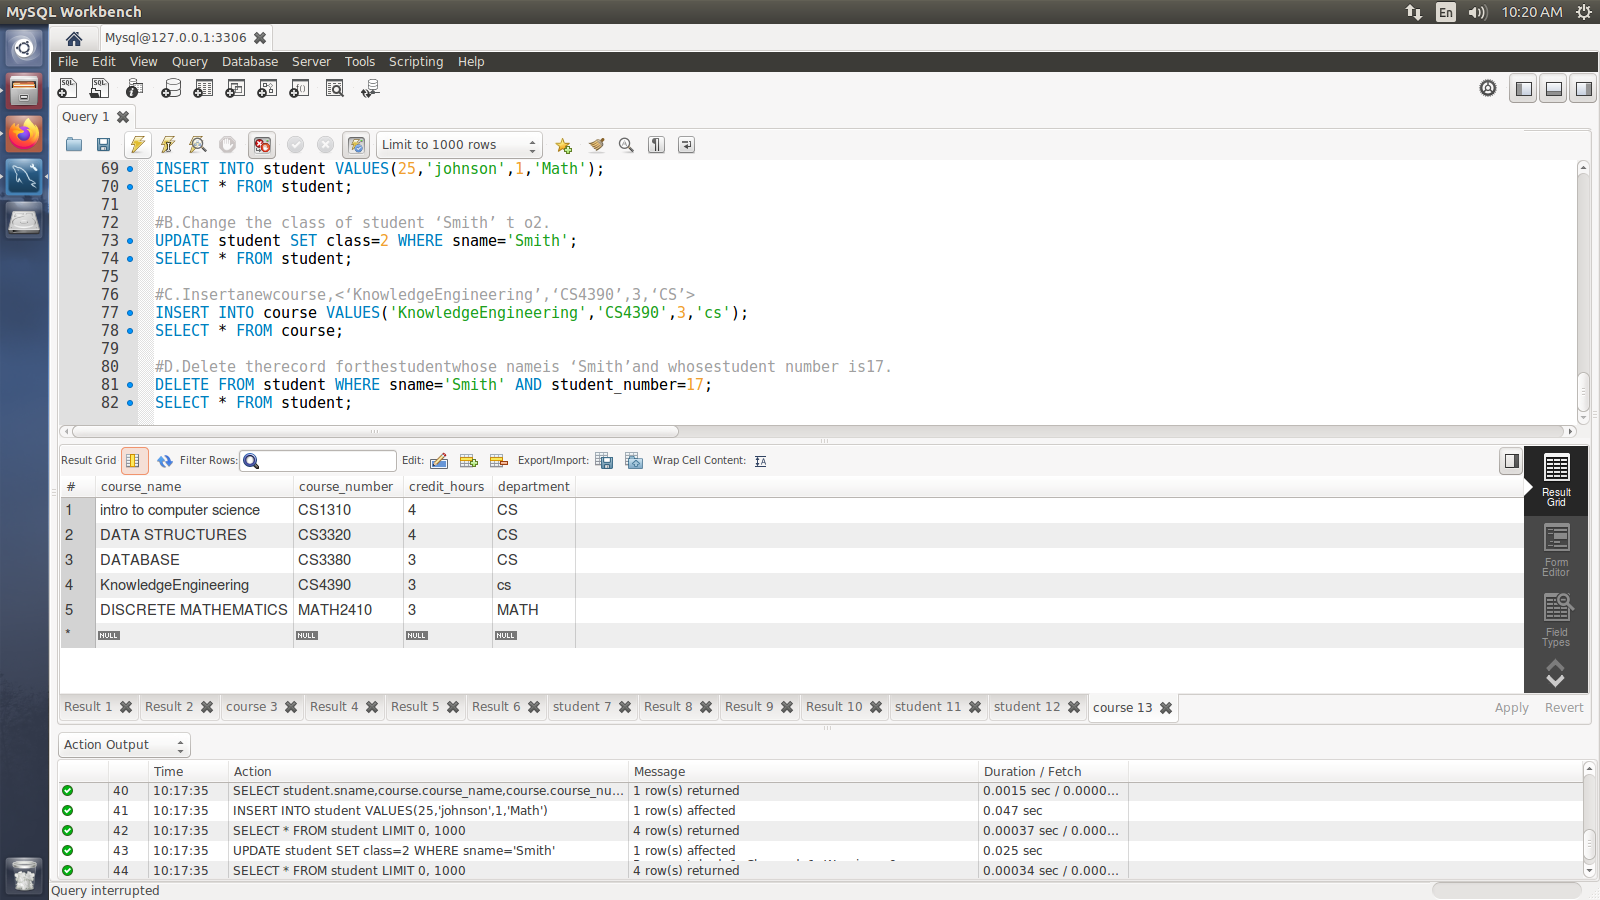 MySQL Workbench En 10:20 AM
Mysql@127.0.0.1:3306
File Edit View Query Database Server Tools Scripting Help
Query 1
Limit to 1000 rows
69 INSERT INTO student VALUES(25,'johnson',1,'Math');
70 SELECT * FROM student;
71
72 #B.Change the class of student ‘Smith’ t o2.
73 UPDATE student SET class=2 WHERE sname='Smith';
74 SELECT * FROM student;
75
76 #C.Insertanewcourse,<‘KnowledgeEngineering’,‘CS4390’,3,‘CS’>
77 INSERT INTO course VALUES('KnowledgeEngineering','CS4390',3,'cs');
78 SELECT * FROM course;
79
80 #D.Delete therecord forthestudentwhose nameis ‘Smith’and whosestudent number is17.
81 DELETE FROM student WHERE sname='Smith' AND student_number=17;
82 SELECT * FROM student;
Result Grid Filter Rows: Edit: Export/Import: Wrap Cell Content:
# course_name course_number credit_hours department
1 intro to computer science CS1310 4 CS
2 DATA STRUCTURES CS3320 4 CS
3 DATABASE CS3380 3 CS
4 KnowledgeEngineering CS4390 3 cs
5 DISCRETE MATHEMATICS MATH2410 3 MATH
* NULL NULL NULL NULL
Result Grid
Form Editor
Field Types
Result 1 Result 2 course 3 Result 4 Result 5 Result 6 student 7 Result 8 Result 9 Result 10 student 11 student 12 course 13 Apply Revert
Action Output
Time Action Message Duration / Fetch
40 10:17:35 SELECT student.sname,course.course_name,course.course_nu... 1 row(s) returned 0.0015 sec / 0.0000...
41 10:17:35 INSERT INTO student VALUES(25,'johnson',1,'Math') 1 row(s) affected 0.047 sec
42 10:17:35 SELECT * FROM student LIMIT 0, 1000 4 row(s) returned 0.00037 sec / 0.000...
43 10:17:35 UPDATE student SET class=2 WHERE sname='Smith' 1 row(s) affected 0.025 sec
44 10:17:35 SELECT * FROM student LIMIT 0, 1000 4 row(s) returned 0.00034 sec / 0.000...
Query interrupted